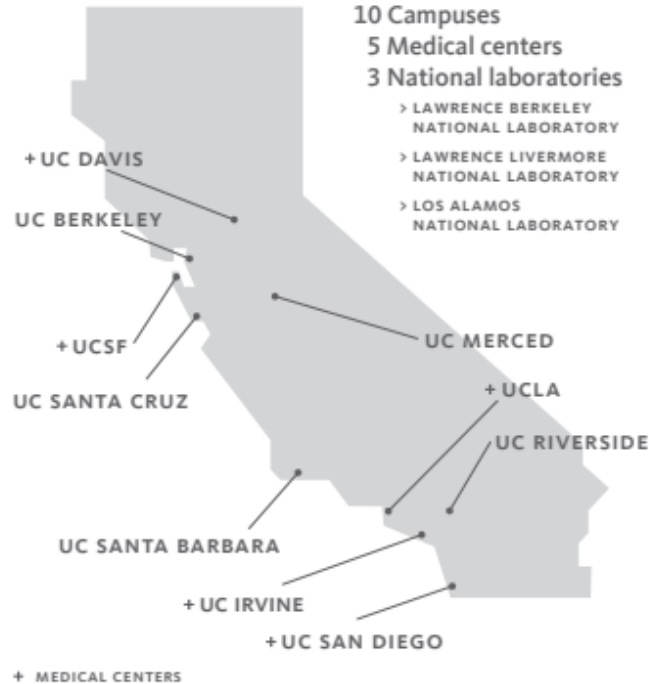 10 Campuses
5 Medical centers
3 National laboratories
> LAWRENCE BERKELEY
NATIONAL LABORATORY
> LAWRENCE LIVERMORE
NATIONAL LABORATORY
> LOS ALAMOS
NATIONAL LABORATORY
+ UC DAVIS
UC BERKELEY
+ UCSF
UC MERCED
UC SANTA CRUZ
+ UCLA
UC RIVERSIDE
UC SANTA BARBARA
+ UC IRVINE
+ UC SAN DIEGO
+ MEDICAL CENTERS